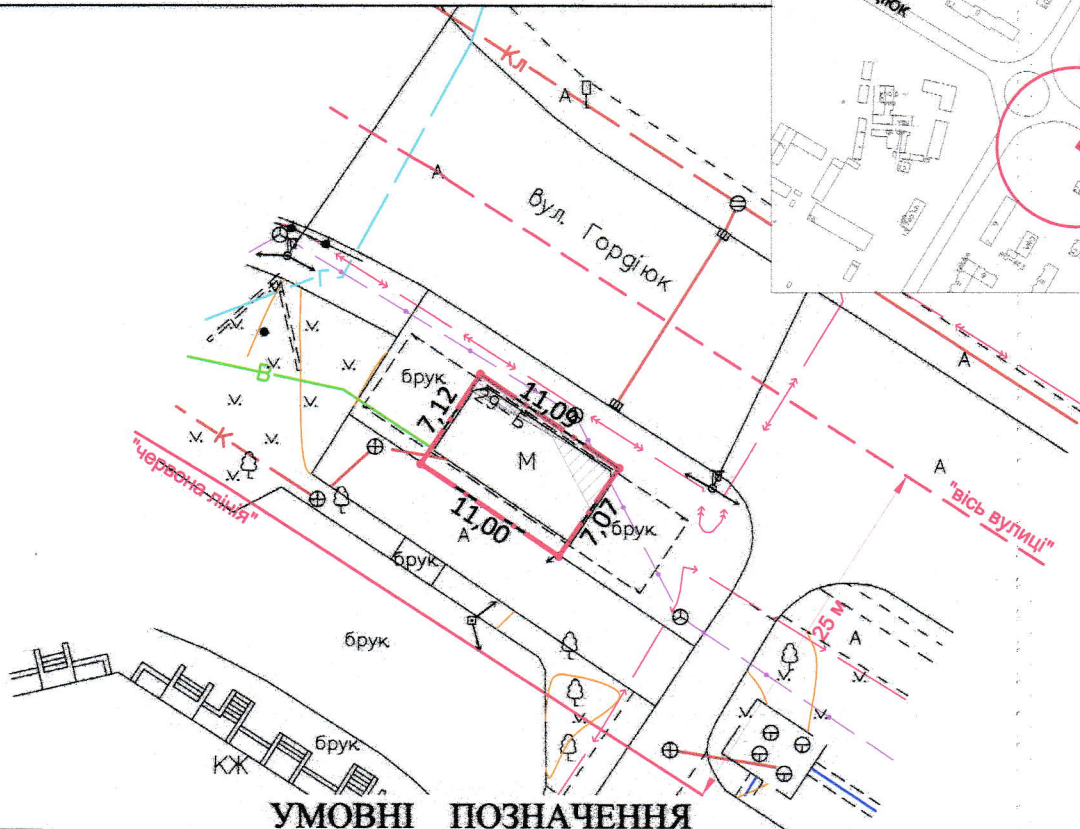 Кл
А
А
вул. Гордіюк
Г
брук
11,09
7,12
29
Б
В
М
К
"червона лінія"
А
11,00
7,07
брук
А
А
"вісь вулиці"
брук
25 м
А
брук
брук
КЖ
УМОВНІ ПОЗНАЧЕННЯ